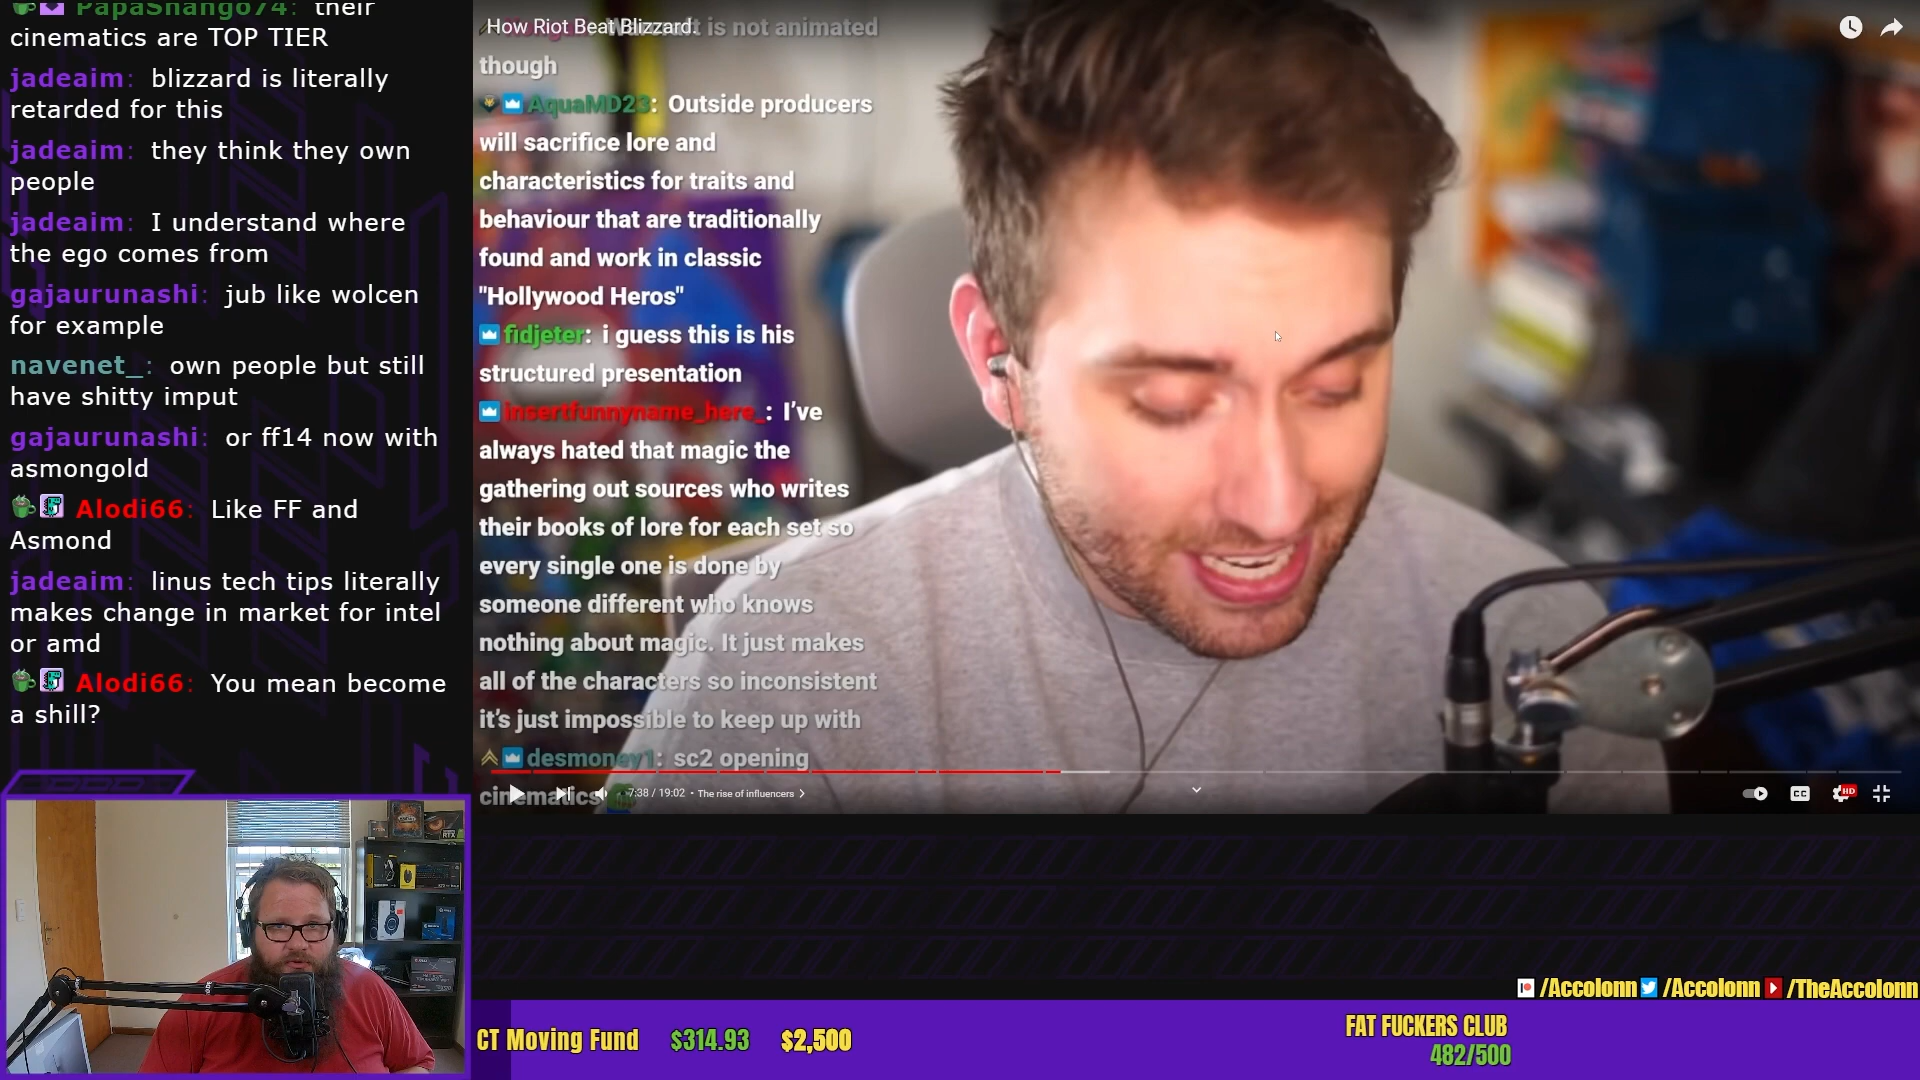 PapaShango74: their
cinematics are TOP TIER
jadeaim: blizzard is literally
retarded for this
jadeaim: they think they own
people
jadeaim: I understand where
the ego comes from
gajaurunashi: jub like wolcen
for example
navenet_: own people but still
have shitty imput
gajaurunashi: or ff14 now with
asmongold
Alodi66: Like FF and
Asmond
jadeaim: linus tech tips literally
makes change in market for intel
or amd
Alodi66: You mean become
a shill?
How Riot Beat Blizzard.
is not animated
though
AquaMD23: Outside producers
will sacrifice lore and
characteristics for traits and
behaviour that are traditionally
found and work in classic
"Hollywood Heros"
fidjeter: i guess this is his
structured presentation
insertfunnyname_here_: I've
always hated that magic the
gathering out sources who writes
their books of lore for each set so
every single one is done by
someone different who knows
nothing about magic. It just makes
all of the characters so inconsistent
it's just impossible to keep up with
desmoney1: sc2 opening
cinematics
7:38 / 19:02 • The rise of influencers
CC
HD
/Accolonn /Accolonn /TheAccolonn
CT Moving Fund $314.93 $2,500
FAT FUCKERS CLUB
482/500